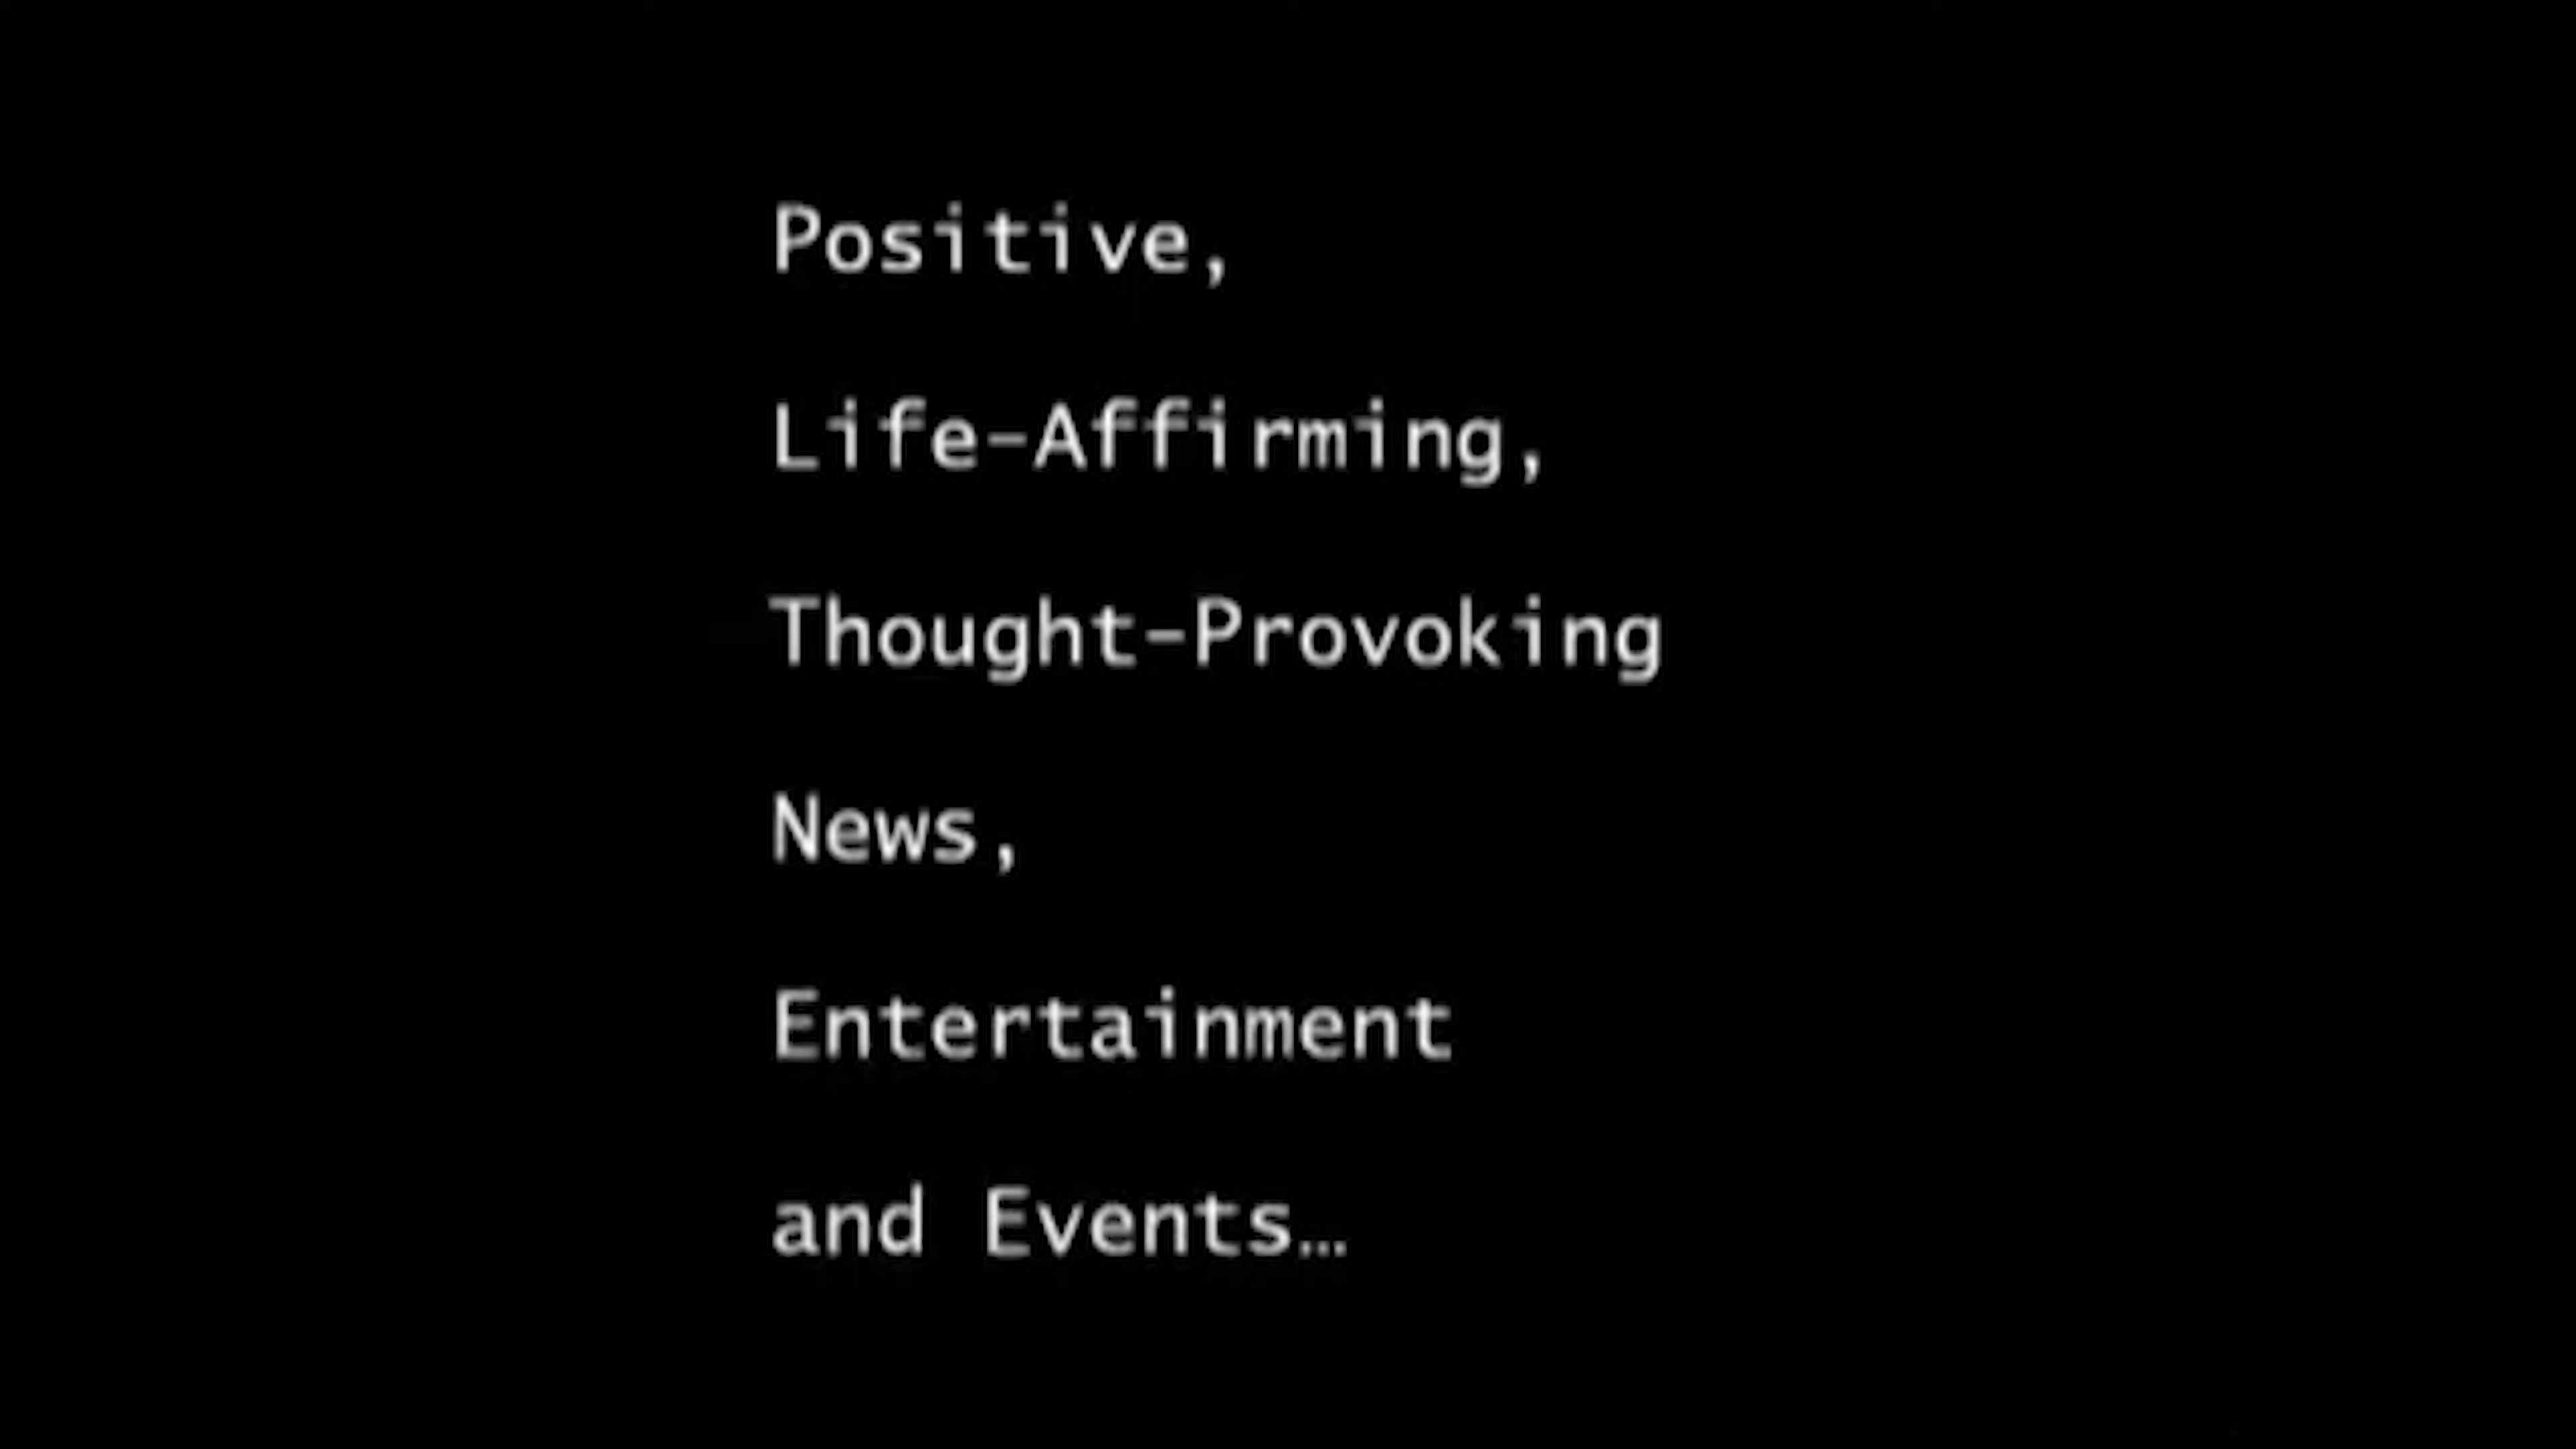 Positive,
Life-Affirming,
Thought-Provoking
News,
Entertainment
and Events…